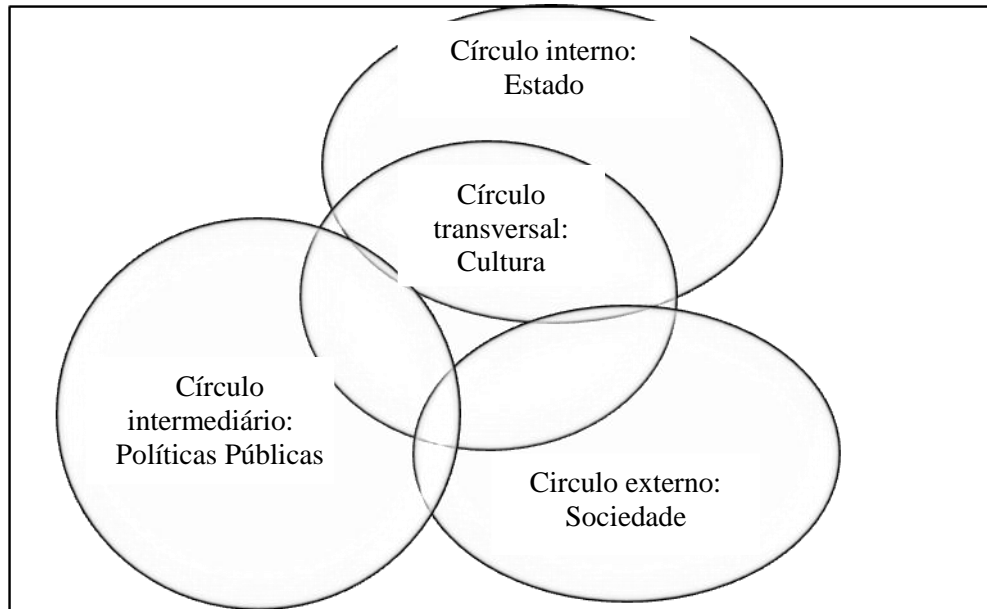 Círculo interno:
Estado
Círculo
transversal:
Cultura
Círculo
intermediário:
Políticas Públicas
Circulo externo:
Sociedade